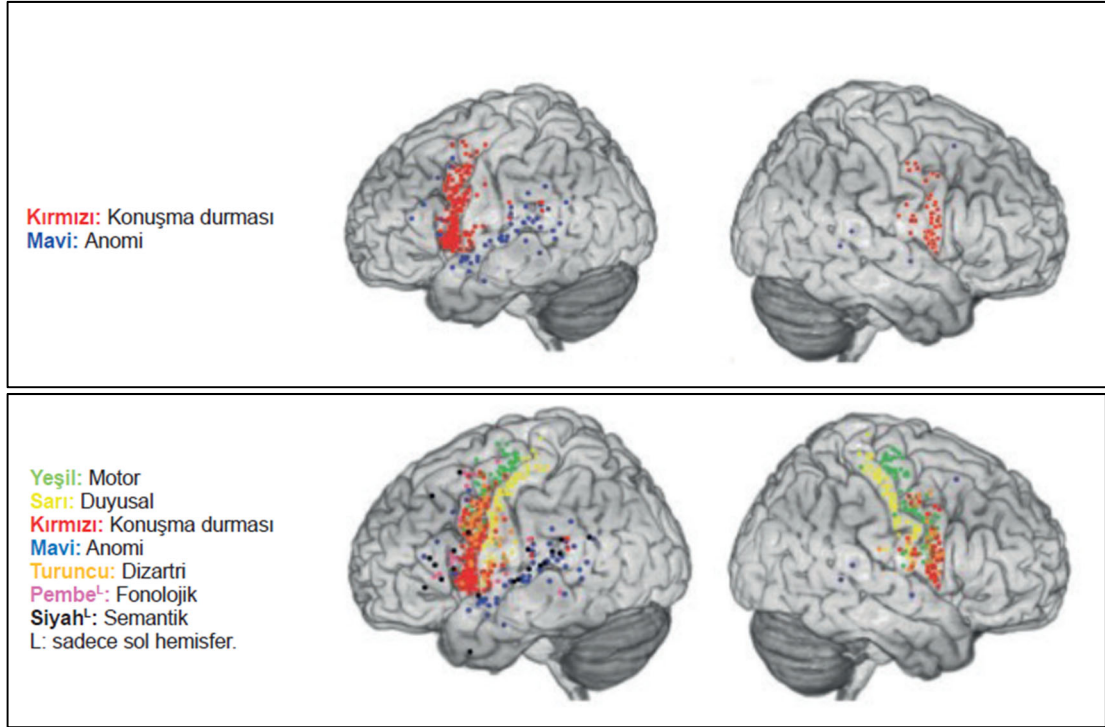 Kırmızı: Konuşma durması
Mavi: Anomi
Yeşil: Motor
Sarı: Duyusal
Kırmızı: Konuşma durması
Mavi: Anomi
Turuncu: Dizartri
Pembeᴸ: Fonolojik
Siyahᴸ: Semantik
L: sadece sol hemisfer.